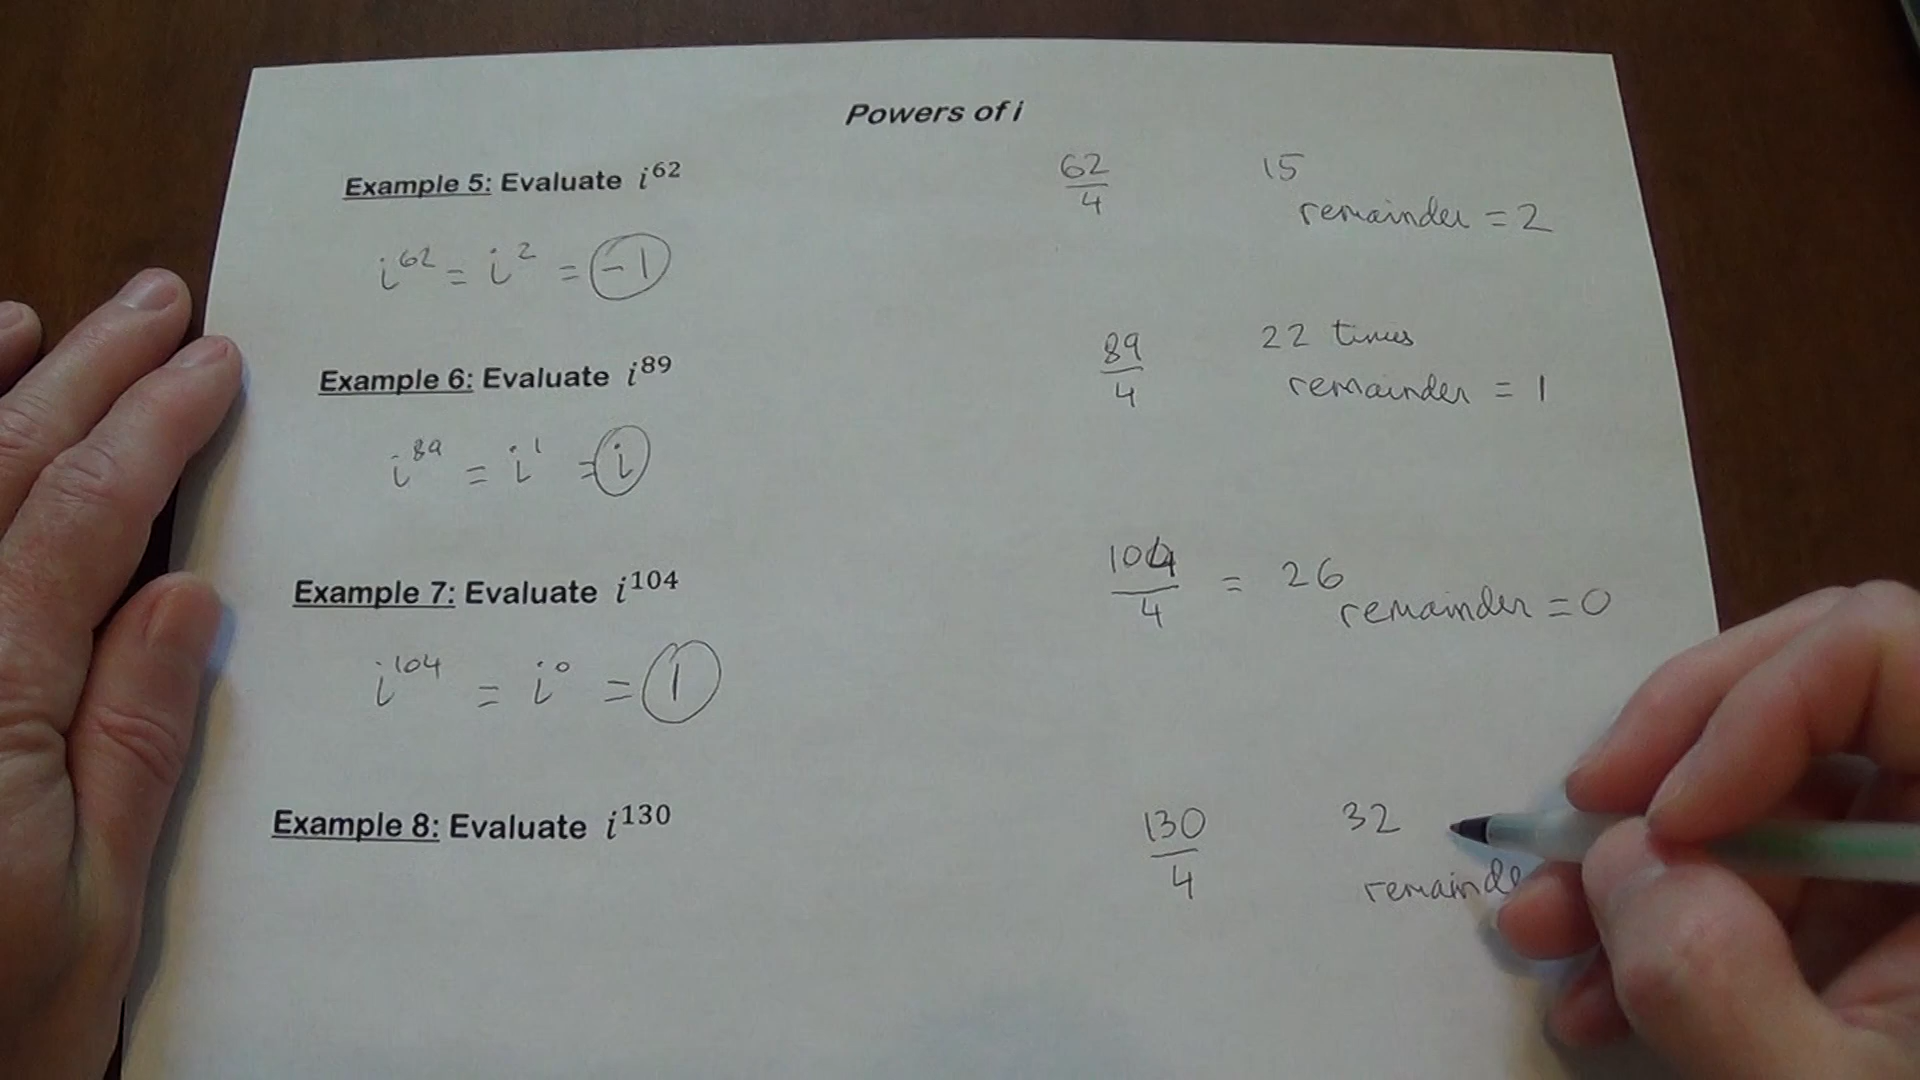 Powers of i
Example 5: Evaluate i^62
62/4
15
remainder = 2
i^62 = i^2 = -1
Example 6: Evaluate i^89
89/4
22 times
remainder = 1
i^89 = i^1 = i
Example 7: Evaluate i^104
104/4 = 26
remainder = 0
i^104 = i^0 = 1
Example 8: Evaluate i^130
130/4
32
remainde